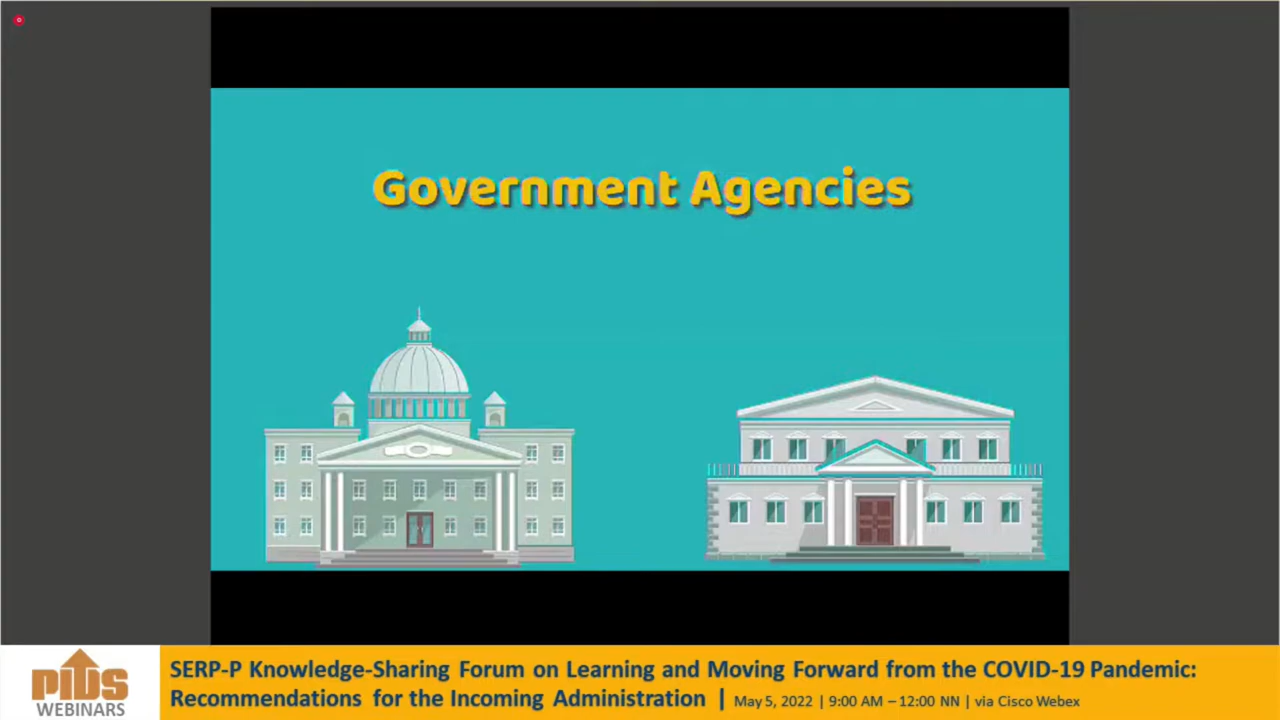 Government Agencies
PIDS
WEBINARS
SERP-P Knowledge-Sharing Forum on Learning and Moving Forward from the COVID-19 Pandemic:
Recommendations for the Incoming Administration | May 5, 2022 | 9:00 AM – 12:00 NN | via Cisco Webex